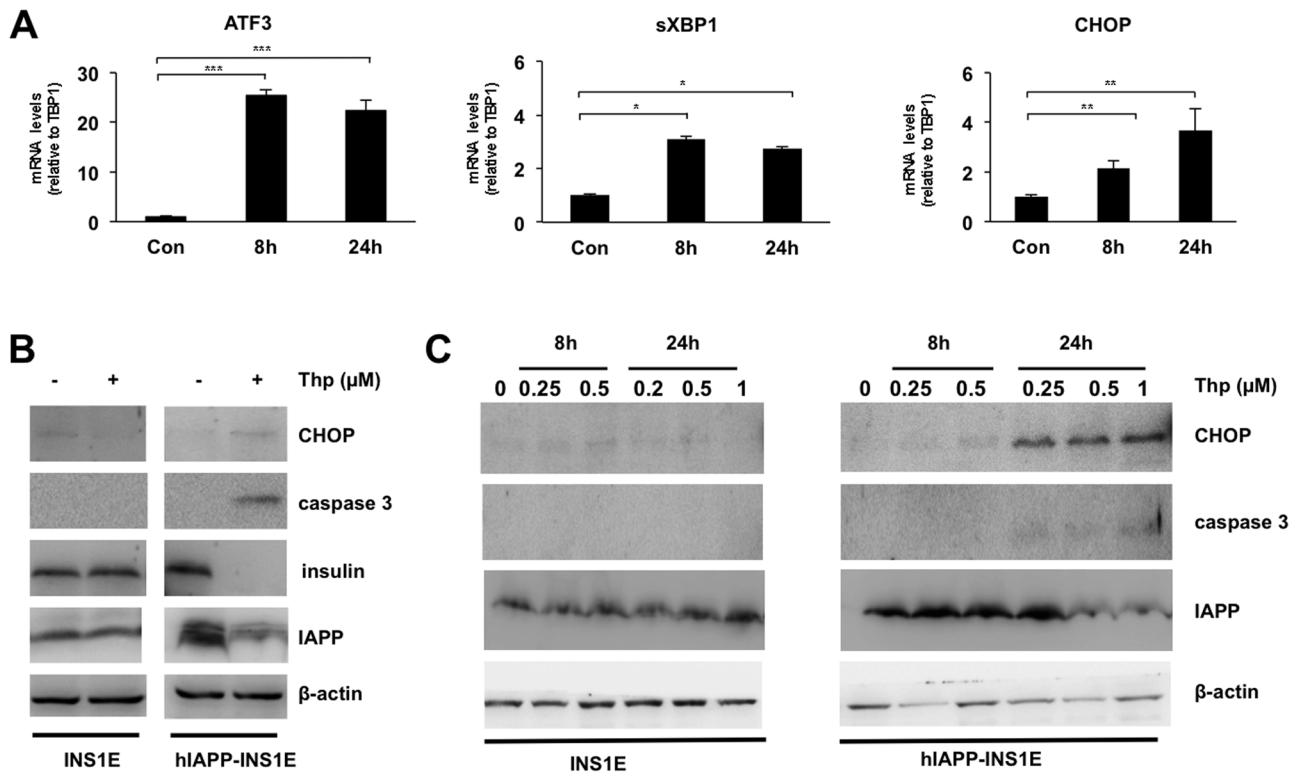 A
ATF3
sXBP1
CHOP
mRNA levels
(relative to TBP1)
30
20
10
0
***
***
Con 8h 24h
mRNA levels
(relative to TBP1)
6
4
2
0
*
*
Con 8h 24h
mRNA levels
(relative to TBP1)
6
4
2
0
**
**
Con 8h 24h
B
- + - + Thp (µM)
CHOP
caspase 3
insulin
IAPP
β-actin
INS1E hIAPP-INS1E
C
8h 24h 8h 24h
0 0.25 0.5 0.2 0.5 1 0 0.25 0.5 0.25 0.5 1 Thp (µM)
CHOP
caspase 3
IAPP
β-actin
INS1E hIAPP-INS1E